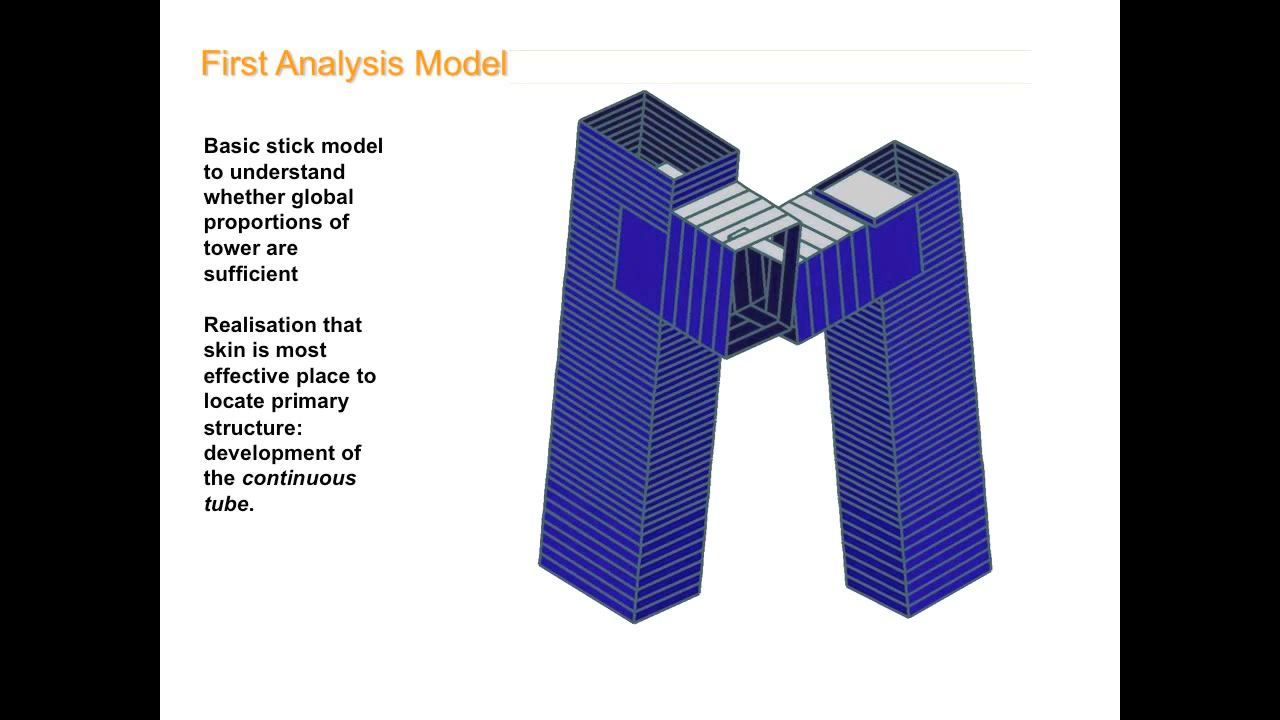 First Analysis Model
Basic stick model
to understand
whether global
proportions of
tower are
sufficient
Realisation that
skin is most
effective place to
locate primary
structure:
development of
the continuous
tube.